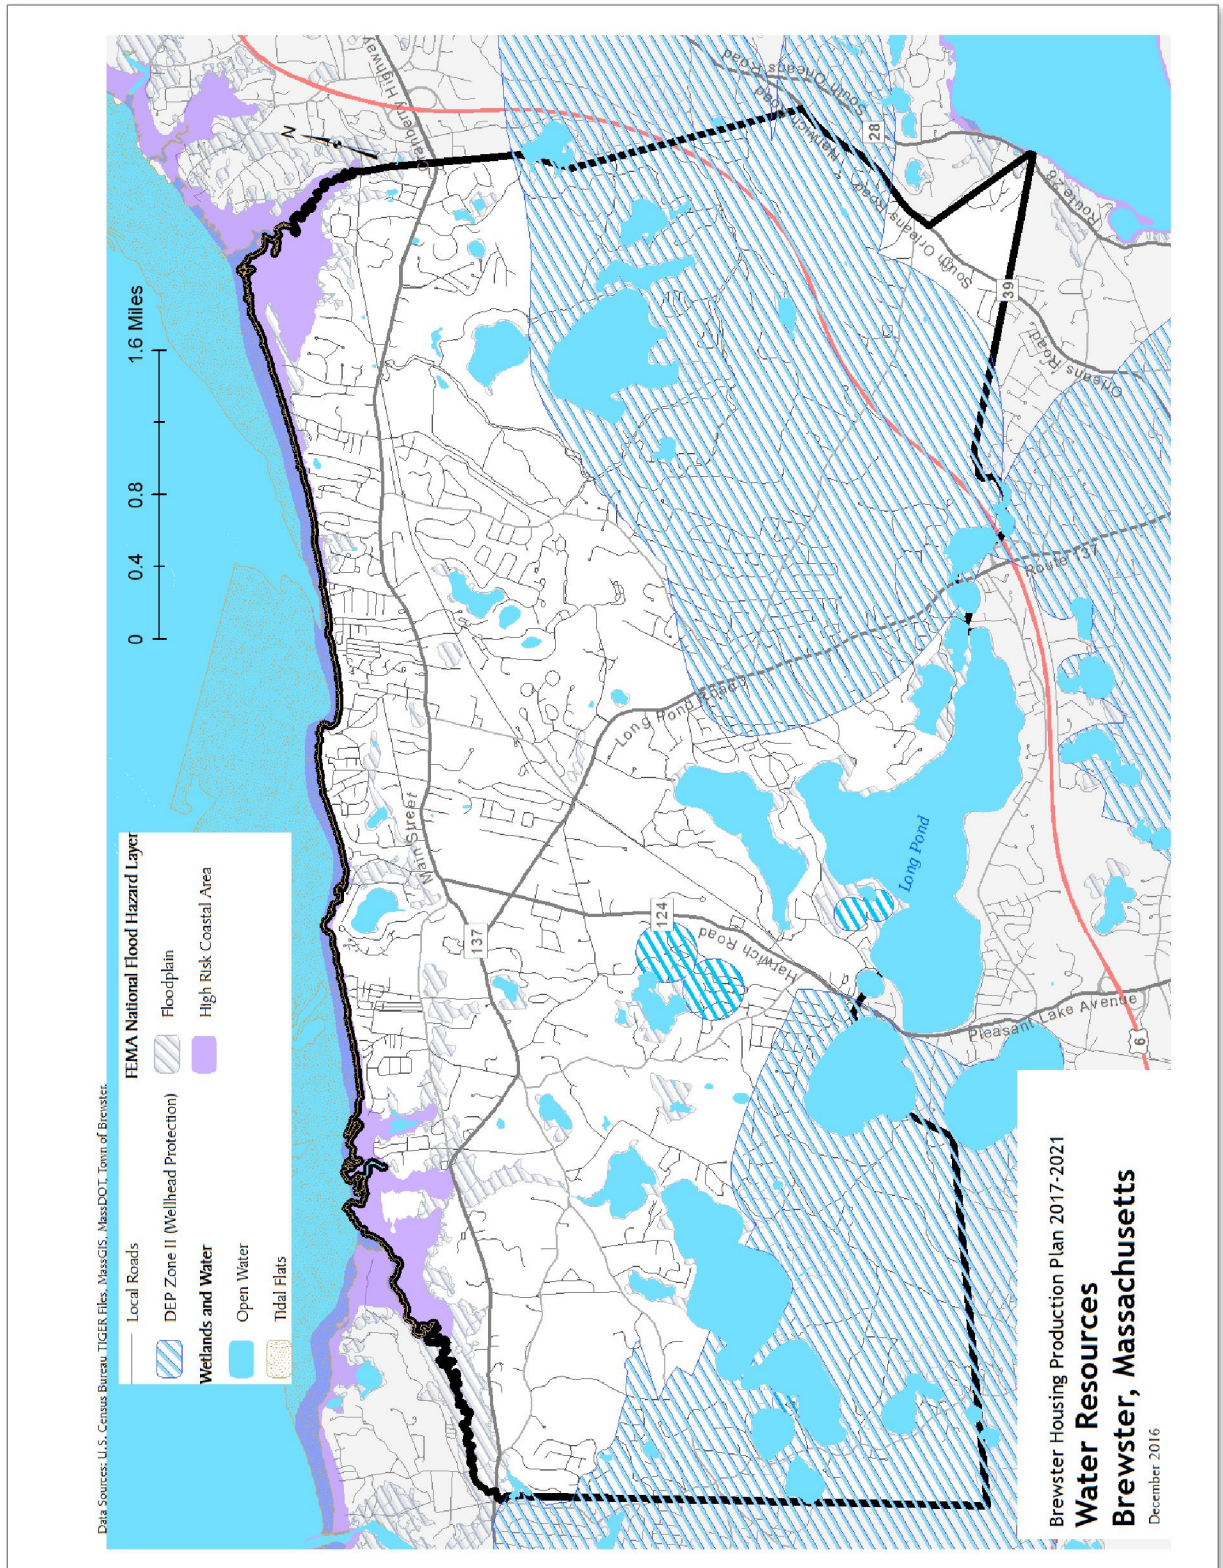 Data Sources: U.S. Census Bureau TIGER Files, MassGIS, MassDOT, Town of Brewster.
Local Roads
DEP Zone II (Wellhead Protection)
Wetlands and Water
Open Water
Tidal Flats
FEMA National Flood Hazard Layer
Floodplain
High Risk Coastal Area
0 0.4 0.8 1.6 Miles
N
Cranberry Highway
South Orleans Road
Harwich Road
28
South Orleans Road
Route 28
39
Orleans Road
Route 137
Long Pond Road
Main Street
137
124
Harwich Road
Long Pond
Pleasant Lake Avenue
6
Brewster Housing Production Plan 2017-2021
Water Resources
Brewster, Massachusetts
December 2016